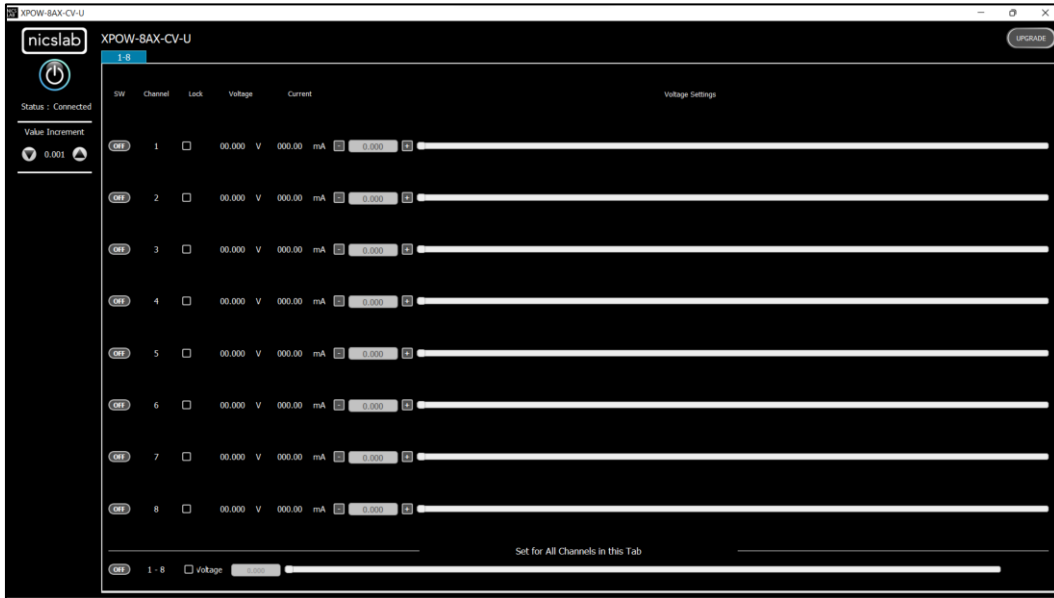 XPOW-8AX-CV-U
nicslab
XPOW-8AX-CV-U
UPGRADE
1-8
Status : Connected
Value Increment
0.001
SW Channel Lock Voltage Current Voltage Settings
OFF 1 00.000 V 000.00 mA - 0.000 +
OFF 2 00.000 V 000.00 mA - 0.000 +
OFF 3 00.000 V 000.00 mA - 0.000 +
OFF 4 00.000 V 000.00 mA - 0.000 +
OFF 5 00.000 V 000.00 mA - 0.000 +
OFF 6 00.000 V 000.00 mA - 0.000 +
OFF 7 00.000 V 000.00 mA - 0.000 +
OFF 8 00.000 V 000.00 mA - 0.000 +
Set for All Channels in this Tab
OFF 1 - 8 Voltage 0.000